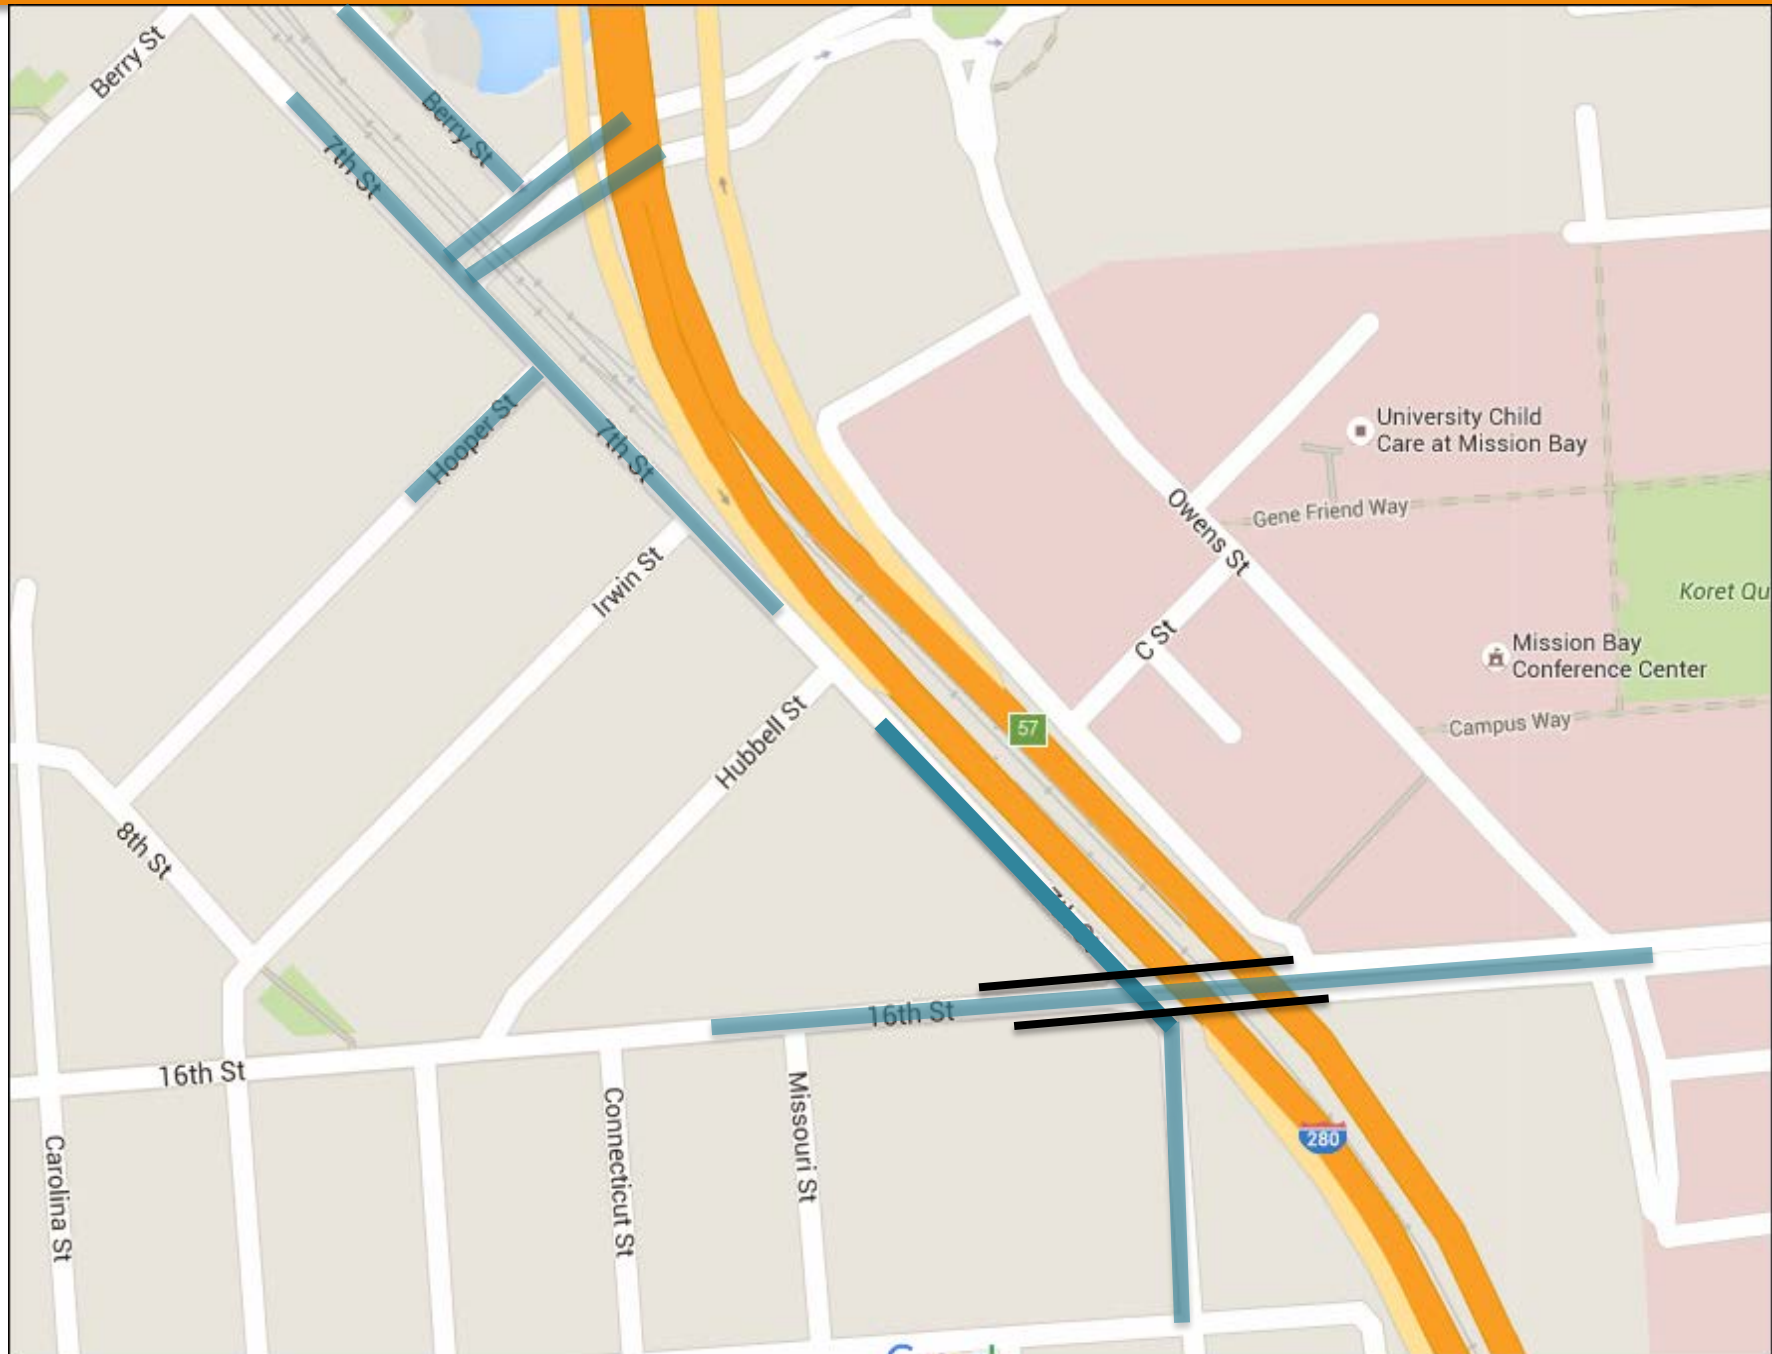 Berry St
Berry St
7th St
Hooper St
7th St
University Child
Care at Mission Bay
Owens St
Gene Friend Way
Irwin St
Koret Qu
C St
Mission Bay
Conference Center
Hubbell St
57
Campus Way
8th St
16th St
16th St
280
Carolina St
Connecticut St
Missouri St